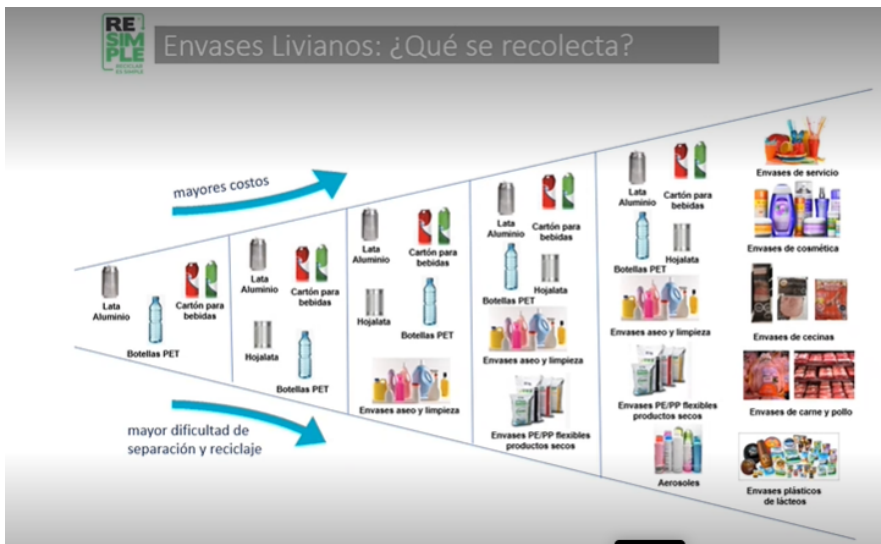 RE
SIM
PLE
RECICLAR
ES SIMPLE
Envases Livianos: ¿Qué se recolecta?
mayores costos
Lata
Aluminio
Cartón para
bebidas
Botellas PET
Lata
Aluminio
Cartón para
bebidas
Hojalata
Botellas PET
Lata
Aluminio
Cartón para
bebidas
Hojalata
Botellas PET
Envases aseo y limpieza
Lata
Aluminio
Cartón para
bebidas
Hojalata
Botellas PET
Envases aseo y limpieza
Envases PE/PP flexibles
productos secos
Lata
Aluminio
Cartón para
bebidas
Hojalata
Botellas PET
Envases aseo y limpieza
Envases PE/PP flexibles
productos secos
Aerosoles
Envases de servicio
Envases de cosmética
Envases de cecinas
Envases de carne y pollo
Envases plásticos
de lácteos
mayor dificultad de
separación y reciclaje